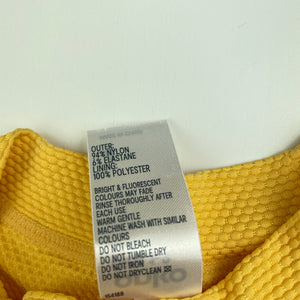 MADE IN CHINA
OUTER:
94% NYLON
6% ELASTANE
LINING:
100% POLYESTER
BRIGHT & FLUORESCENT
COLOURS MAY FADE
RINSE THOROUGHLY AFTER
EACH USE
WARM GENTLE
MACHINE WASH WITH SIMILAR
COLOURS
DO NOT BLEACH
DO NOT TUMBLE DRY
DO NOT IRON
DO NOT DRYCLEAN